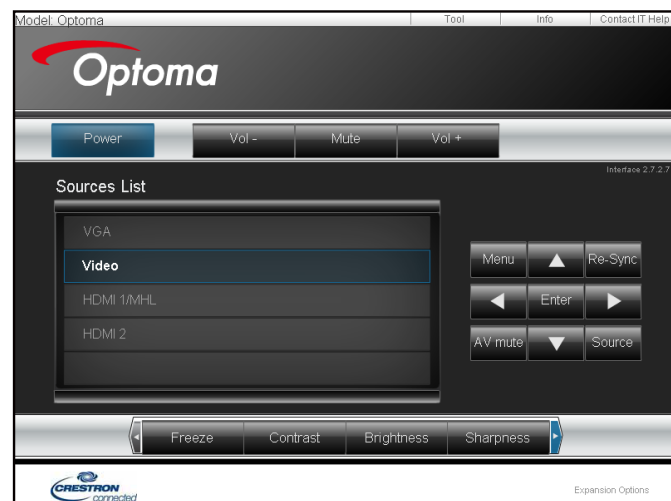 Model: Optoma
Tool
Info
Contact IT Help
Optoma
Power
Vol -
Mute
Vol +
Interface 2.7.2.7
Sources List
VGA
Video
HDMI 1/MHL
HDMI 2
Menu
Re-Sync
Enter
AV mute
Source
Freeze
Contrast
Brightness
Sharpness
CRESTRON
connected
Expansion Options